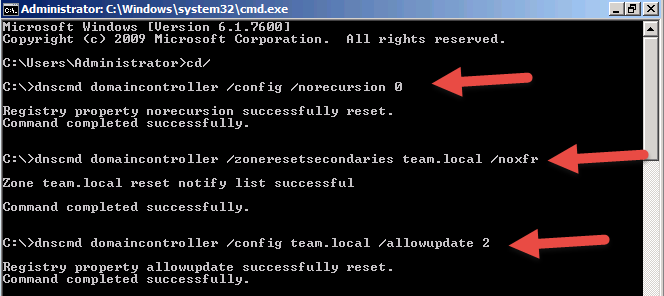 Administrator: C:\Windows\system32\cmd.exe
Microsoft Windows [Version 6.1.7600]
Copyright (c) 2009 Microsoft Corporation.  All rights reserved.
C:\Users\Administrator>cd/
C:\>dnscmd domaincontroller /config /norecursion 0
Registry property norecursion successfully reset.
Command completed successfully.
C:\>dnscmd domaincontroller /zoneresetsecondaries team.local /noxfr
Zone team.local reset notify list successful
Command completed successfully.
C:\>dnscmd domaincontroller /config team.local /allowupdate 2
Registry property allowupdate successfully reset.
Command completed successfully.